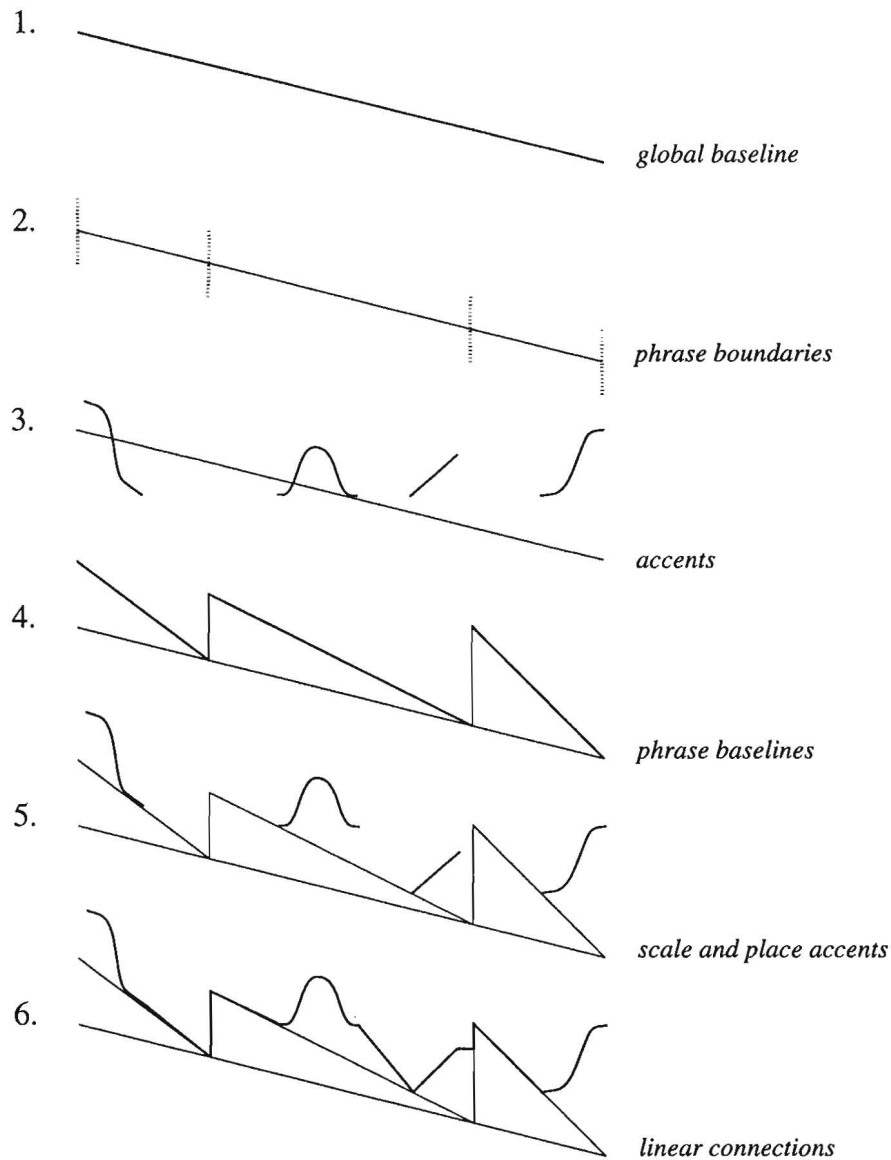 1.
global baseline
2.
phrase boundaries
3.
accents
4.
phrase baselines
5.
scale and place accents
6.
linear connections